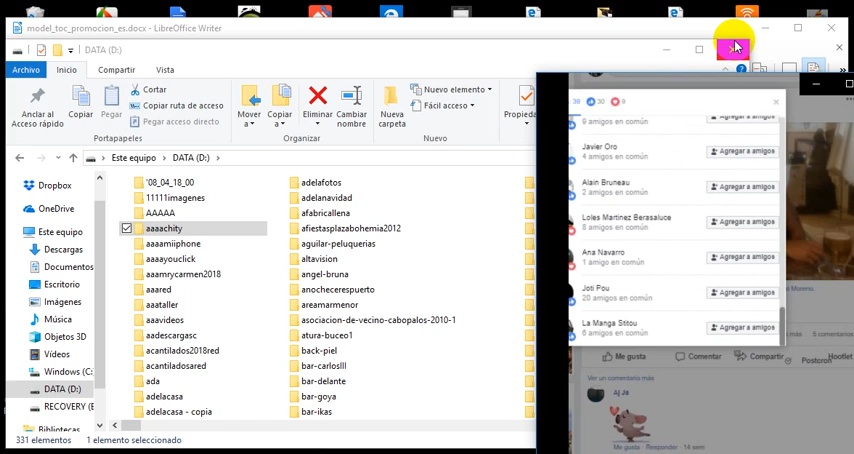 model_toc_promocion_es.docx - LibreOffice Writer
DATA (D:)
Archivo Inicio Compartir Vista
Anclar al Acceso rápido
Copiar
Pegar
Cortar
Copiar ruta de acceso
Pegar acceso directo
Mover a
Copiar a
Eliminar
Cambiar nombre
Nueva carpeta
Nuevo elemento
Fácil acceso
Portapapeles Organizar Nuevo
Este equipo > DATA (D:)
Dropbox
OneDrive
Este equipo
Descargas
Documentos
Escritorio
Imágenes
Música
Objetos 3D
Vídeos
Windows (C:
DATA (D:)
RECOVERY (E
Bibliotecas
'08_04_18_00
11111imagenes
AAAAA
aaaachity
aaaamiiphone
aaaayouclick
aaamrycarmen2018
aaared
aaataller
aaavideos
aadescargasc
acantilados2018red
acantiladosared
ada
adelacasa
adelacasa - copia
adelafotos
adelanavidad
afabricallena
afiestasplazabohemia2012
aguilar-peluquerias
altavision
angel-bruna
anochecerespuerto
areamarmenor
asociacion-de-vecino-cabopalos-2010-1
atura-buceo1
back-piel
bar-carlosIII
bar-delante
bar-goya
bar-ikas
331 elementos 1 elemento seleccionado
39 30 9
9 amigos en común
Agregar a amigos
Javier Oro
4 amigos en común
Agregar a amigos
Alain Bruneau
2 amigos en común
Agregar a amigos
Loles Martinez Berasaluce
8 amigos en común
Agregar a amigos
Ana Navarro
1 amigo en común
Agregar a amigos
Joti Pou
20 amigos en común
Agregar a amigos
La Manga Stitou
6 amigos en común
Agregar a amigos
Me gusta Comentar Compartir Hootlet
Ver un comentario más
Aj Ja
Me gusta · Responder · 14 sem